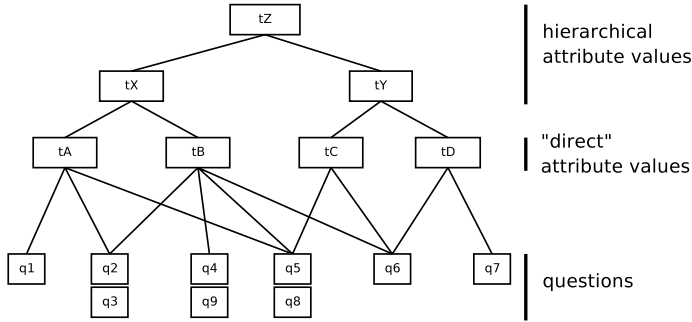 tZ
hierarchical
attribute values
tX tY
"direct"
attribute values
tA tB tC tD
q1 q2 q4 q5 q6 q7
questions
q3 q9 q8